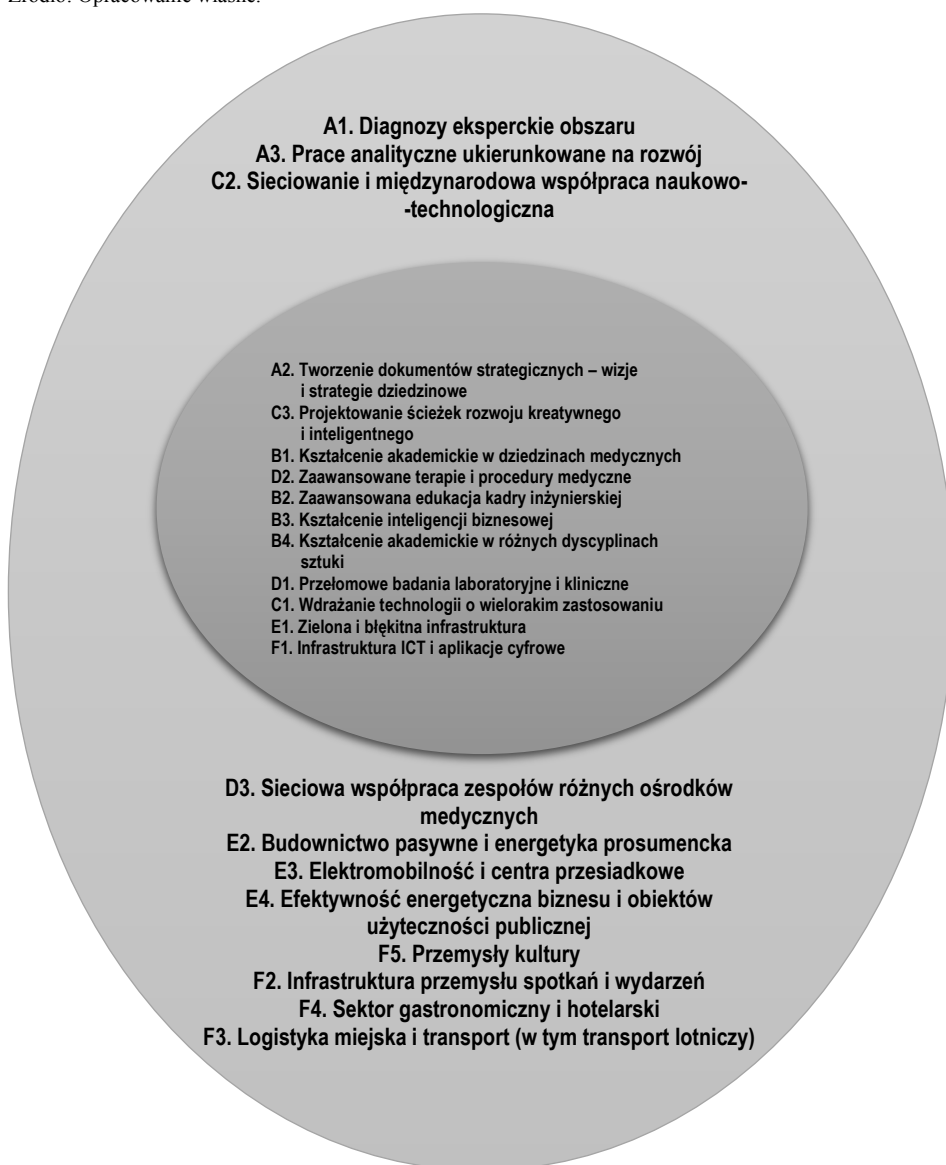 Źródło: Opracowanie własne.
A1. Diagnozy eksperckie obszaru
A3. Prace analityczne ukierunkowane na rozwój
C2. Sieciowanie i międzynarodowa współpraca naukowo-
-technologiczna
A2. Tworzenie dokumentów strategicznych – wizje
i strategie dziedzinowe
C3. Projektowanie ścieżek rozwoju kreatywnego
i inteligentnego
B1. Kształcenie akademickie w dziedzinach medycznych
D2. Zaawansowane terapie i procedury medyczne
B2. Zaawansowana edukacja kadry inżynierskiej
B3. Kształcenie inteligencji biznesowej
B4. Kształcenie akademickie w różnych dyscyplinach
sztuki
D1. Przełomowe badania laboratoryjne i kliniczne
C1. Wdrażanie technologii o wielorakim zastosowaniu
E1. Zielona i błękitna infrastruktura
F1. Infrastruktura ICT i aplikacje cyfrowe
D3. Sieciowa współpraca zespołów różnych ośrodków
medycznych
E2. Budownictwo pasywne i energetyka prosumencka
E3. Elektromobilność i centra przesiadkowe
E4. Efektywność energetyczna biznesu i obiektów
użyteczności publicznej
F5. Przemysły kultury
F2. Infrastruktura przemysłu spotkań i wydarzeń
F4. Sektor gastronomiczny i hotelarski
F3. Logistyka miejska i transport (w tym transport lotniczy)